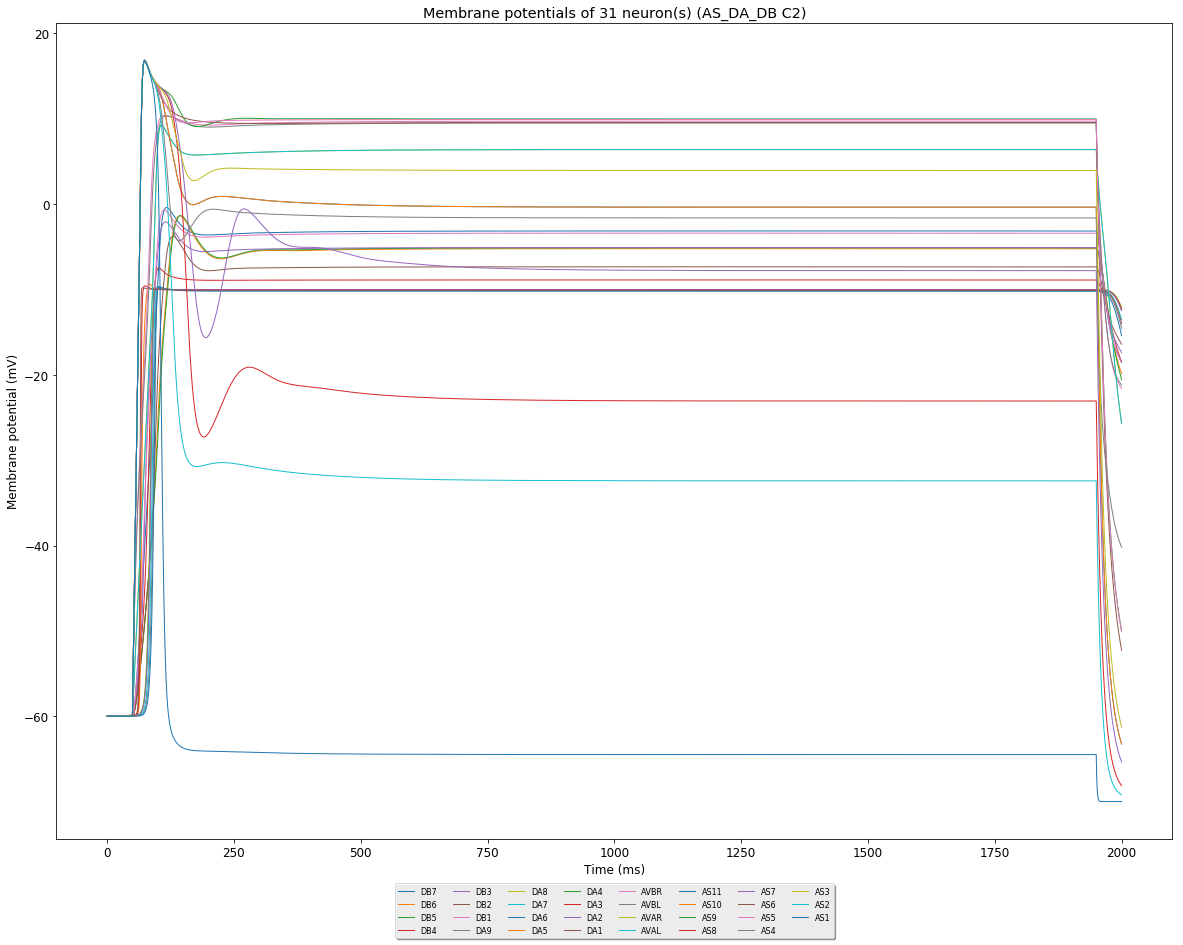 Membrane potentials of 31 neuron(s) (AS_DA_DB C2)
20
0
−20
−40
−60
Membrane potential (mV)
0 250 500 750 1000 1250 1500 1750 2000
Time (ms)
DB7 DB3 DA8 DA4 AVBR AS11 AS7 AS3
DB6 DB2 DA7 DA3 AVBL AS10 AS6 AS2
DB5 DB1 DA6 DA2 AVAR AS9 AS5 AS1
DB4 DA9 DA5 DA1 AVAL AS8 AS4